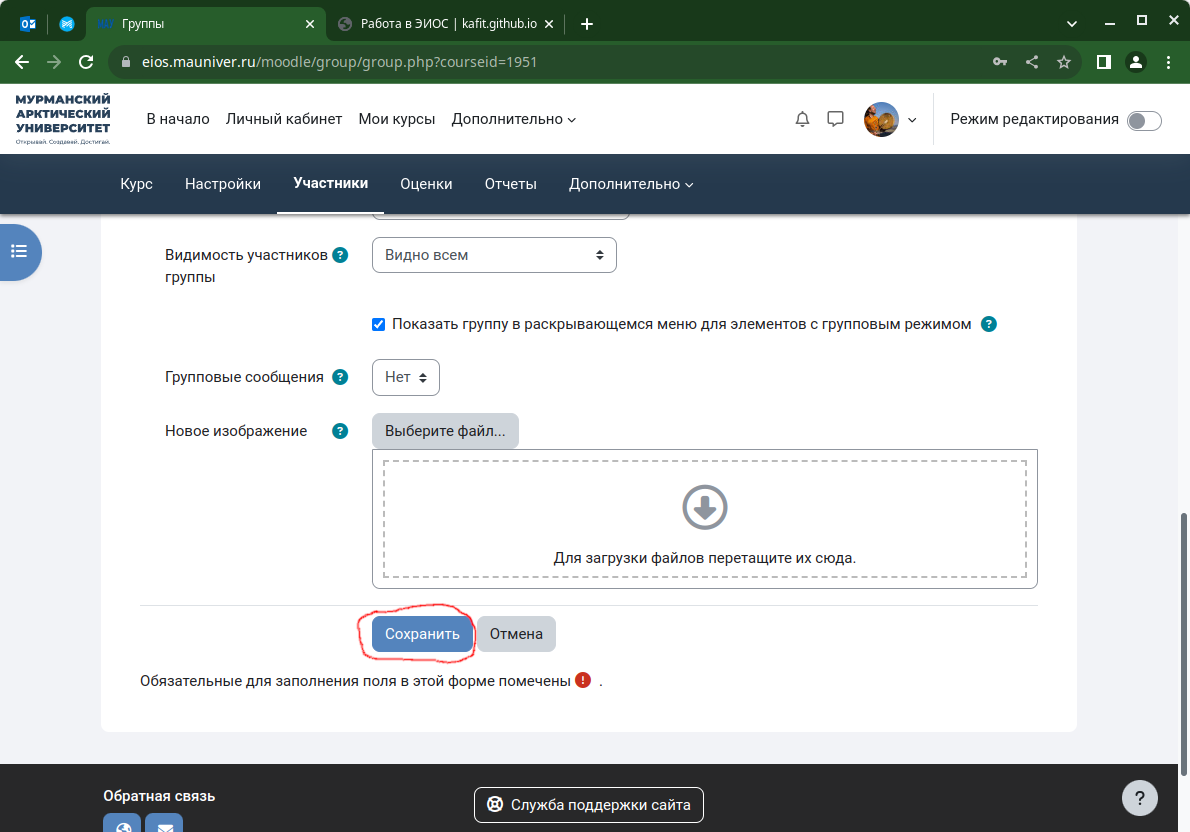 Группы
Работа в ЭИОС | kafit.github.io
eios.mauniver.ru/moodle/group/group.php?courseid=1951
МУРМАНСКИЙ
АРКТИЧЕСКИЙ
УНИВЕРСИТЕТ
Открывай. Создавай. Достигай.
В начало Личный кабинет Мои курсы Дополнительно
Режим редактирования
Курс Настройки Участники Оценки Отчеты Дополнительно
Видимость участников
группы
Видно всем
Показать группу в раскрывающемся меню для элементов с групповым режимом
Групповые сообщения
Нет
Новое изображение
Выберите файл...
Для загрузки файлов перетащите их сюда.
Сохранить Отмена
Обязательные для заполнения поля в этой форме помечены .
Обратная связь
Служба поддержки сайта
?